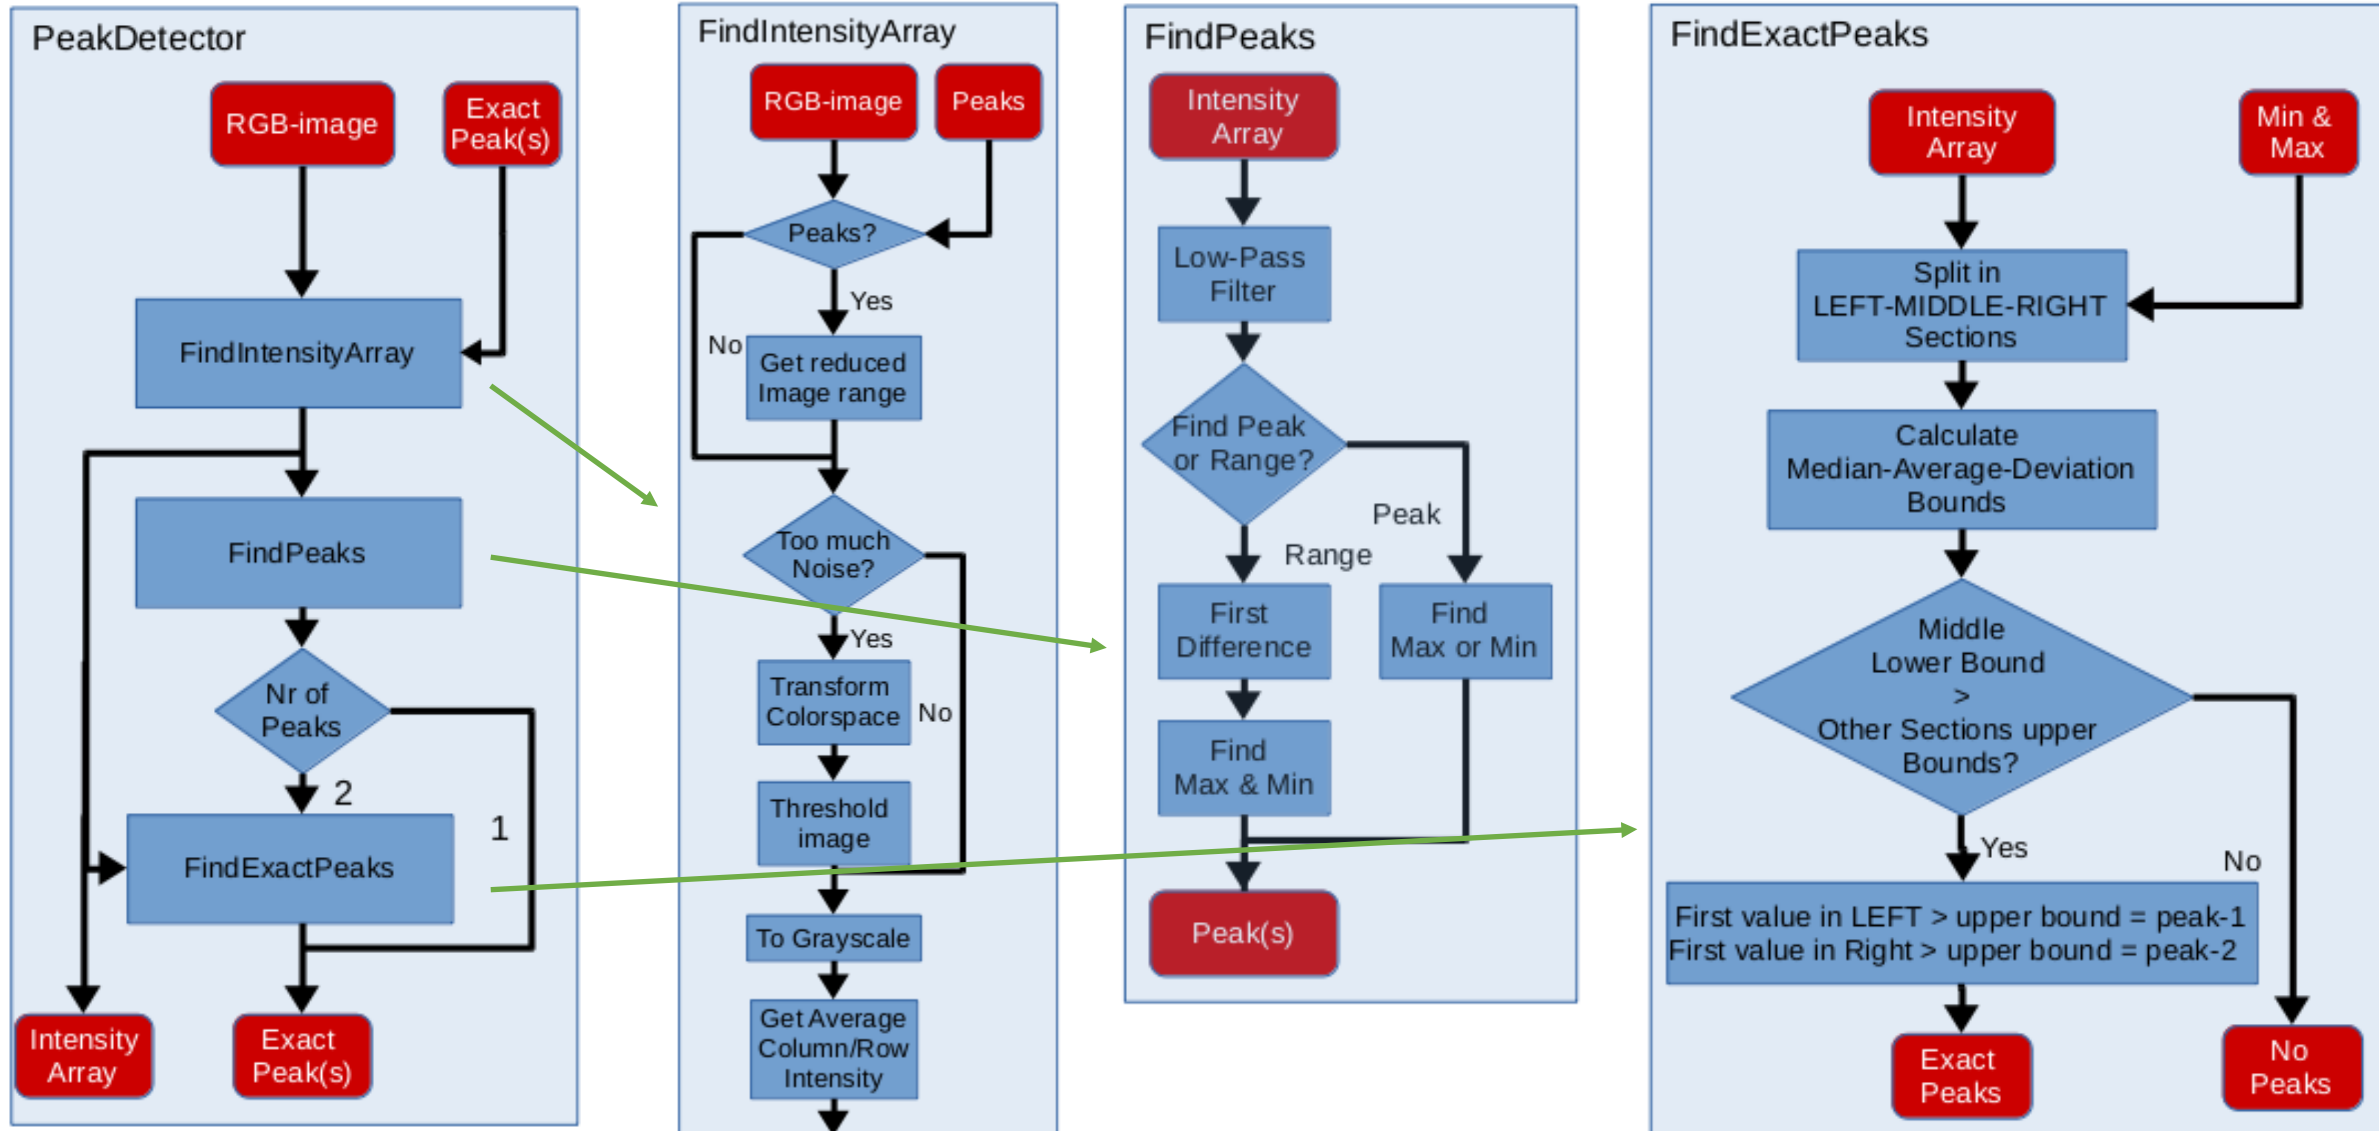 PeakDetector
RGB-image
Exact
Peak(s)
FindIntensityArray
FindPeaks
Nr of
Peaks
2
1
FindExactPeaks
Intensity
Array
Exact
Peak(s)
FindIntensityArray
RGB-image
Peaks
Peaks?
Yes
No
Get reduced
Image range
Too much
Noise?
Yes
Transform
Colorspace
No
Threshold
image
To Grayscale
Get Average
Column/Row
Intensity
FindPeaks
Intensity
Array
Low-Pass
Filter
Find Peak
or Range?
Peak
Range
First
Difference
Find
Max or Min
Find
Max & Min
Peak(s)
FindExactPeaks
Intensity
Array
Min &
Max
Split in
LEFT-MIDDLE-RIGHT
Sections
Calculate
Median-Average-Deviation
Bounds
Middle
Lower Bound
>
Other Sections upper
Bounds?
Yes
No
First value in LEFT > upper bound = peak-1
First value in Right > upper bound = peak-2
Exact
Peaks
No
Peaks